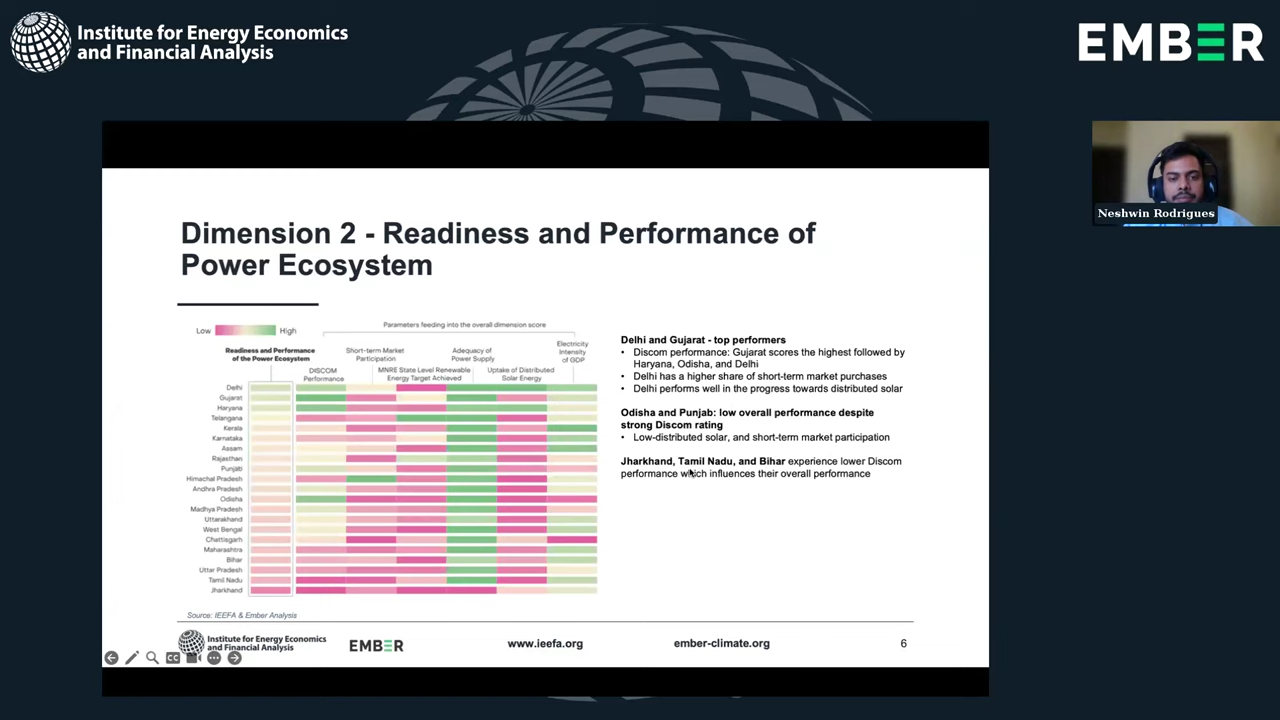 Institute for Energy Economics
and Financial Analysis
EMBER
Neshwin Rodrigues
Dimension 2 - Readiness and Performance of
Power Ecosystem
Low
High
Parameters feeding into the overall dimension score
Readiness and Performance
of the Power Ecosystem
DISCOM
Performance
Short-term Market
Participation
MNRE State Level Renewable
Energy Target Achieved
Adequacy of
Power Supply
Uptake of Distributed
Solar Energy
Electricity
Intensity
of GDP
Delhi
Gujarat
Haryana
Telangana
Kerala
Karnataka
Assam
Rajasthan
Punjab
Himachal Pradesh
Andhra Pradesh
Odisha
Madhya Pradesh
Uttarakhand
West Bengal
Chattisgarh
Maharashtra
Bihar
Uttar Pradesh
Tamil Nadu
Jharkhand
Delhi and Gujarat - top performers
• Discom performance: Gujarat scores the highest followed by
Haryana, Odisha, and Delhi
• Delhi has a higher share of short-term market purchases
• Delhi performs well in the progress towards distributed solar
Odisha and Punjab: low overall performance despite
strong Discom rating
• Low-distributed solar, and short-term market participation
Jharkhand, Tamil Nadu, and Bihar experience lower Discom
performance which influences their overall performance
Source: IEEFA & Ember Analysis
Institute for Energy Economics
and Financial Analysis
EMBER
www.ieefa.org
ember-climate.org
6
CC